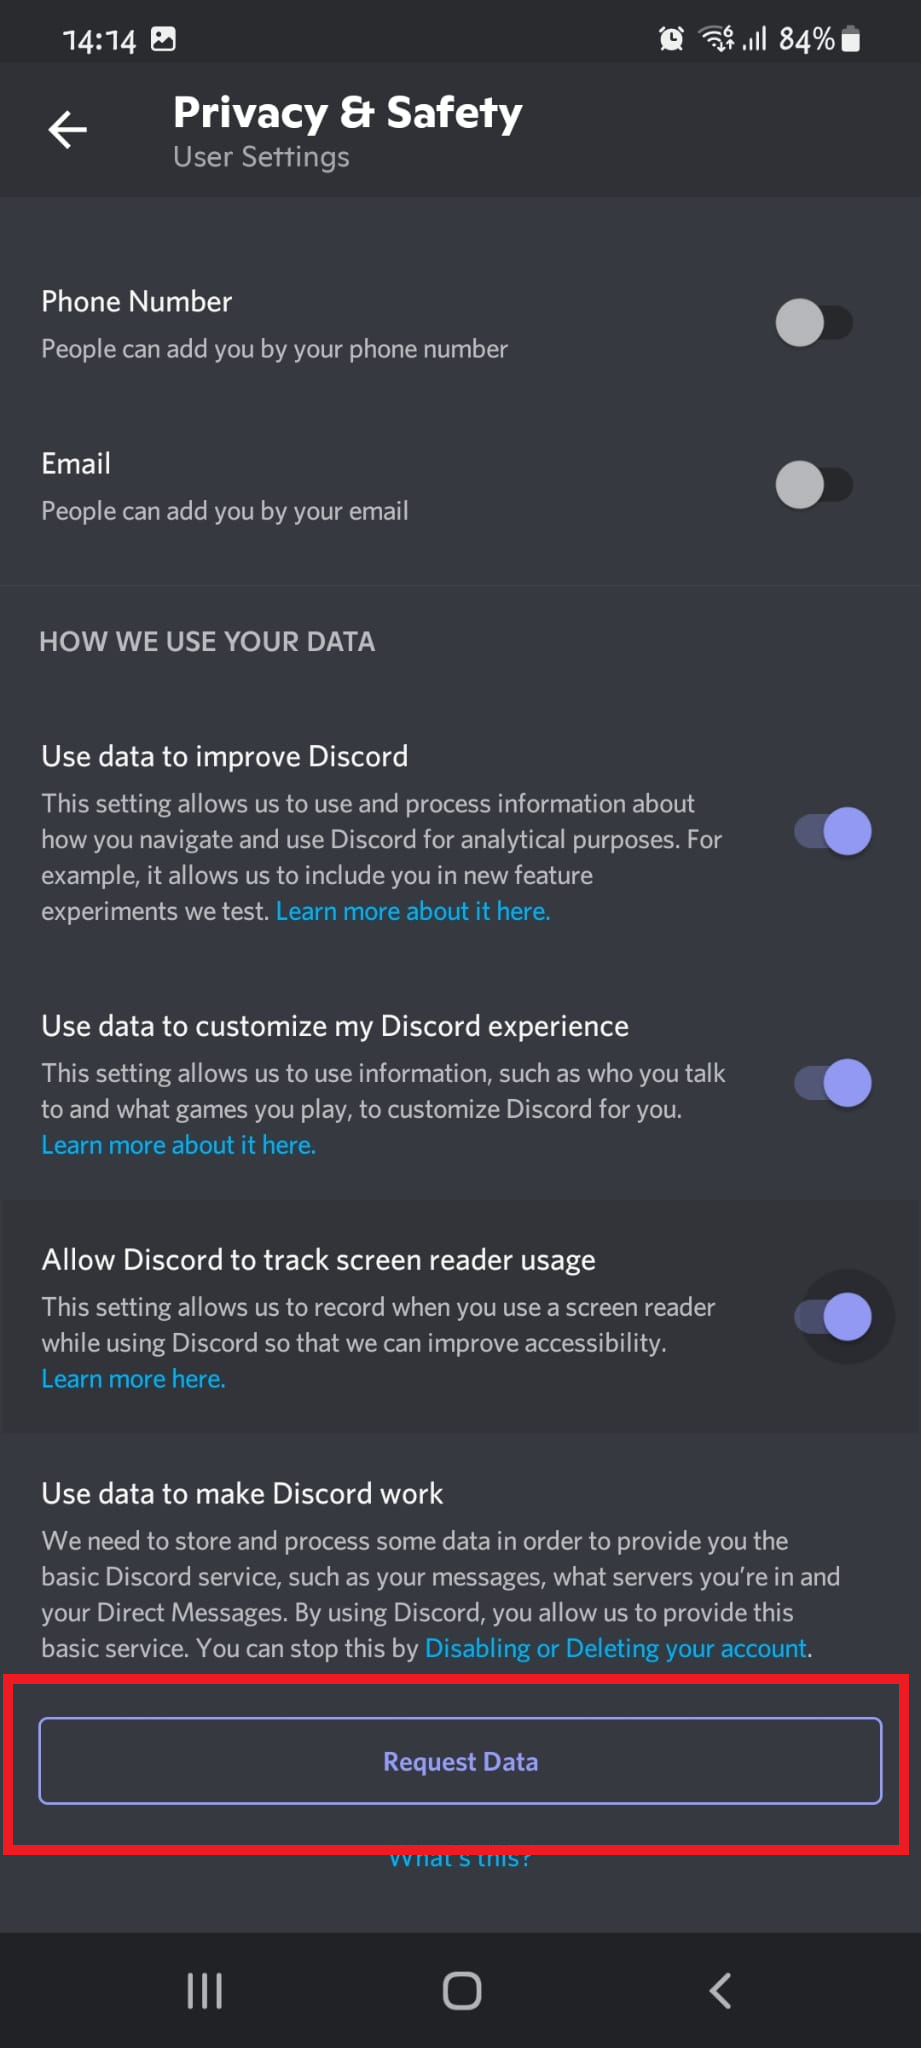 14:14
84%
Privacy & Safety
User Settings
Phone Number
People can add you by your phone number
Email
People can add you by your email
HOW WE USE YOUR DATA
Use data to improve Discord
This setting allows us to use and process information about
how you navigate and use Discord for analytical purposes. For
example, it allows us to include you in new feature
experiments we test. Learn more about it here.
Use data to customize my Discord experience
This setting allows us to use information, such as who you talk
to and what games you play, to customize Discord for you.
Learn more about it here.
Allow Discord to track screen reader usage
This setting allows us to record when you use a screen reader
while using Discord so that we can improve accessibility.
Learn more here.
Use data to make Discord work
We need to store and process some data in order to provide you the
basic Discord service, such as your messages, what servers you’re in and
your Direct Messages. By using Discord, you allow us to provide this
basic service. You can stop this by Disabling or Deleting your account.
Request Data
What's this?